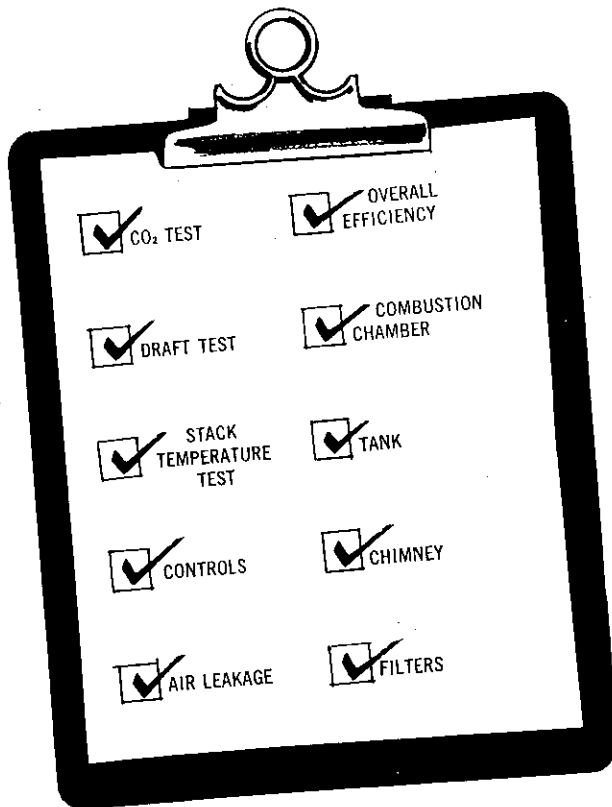 CO₂ TEST
DRAFT TEST
STACK
TEMPERATURE
TEST
CONTROLS
AIR LEAKAGE
OVERALL
EFFICIENCY
COMBUSTION
CHAMBER
TANK
CHIMNEY
FILTERS